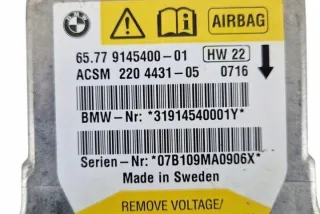 BMW
AIRBAG
65.77 9145400-01 HW 22
ACSM 220 4431-05 0716
BMW-Nr: *31914540001Y*
Serien-Nr: *07B109MA0906X*
Made in Sweden
REMOVE VOLTAGE/